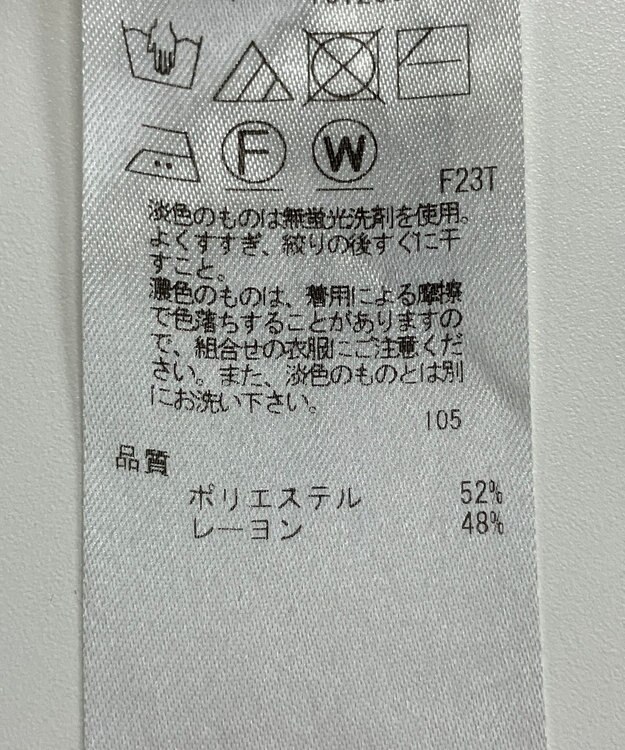 F W
F23T
淡色のものは無蛍光洗剤を使用。
よくすすぎ、絞りの後すぐに干
すこと。
濃色のものは、着用による摩擦
で色落ちすることがありますの
で、組合せの衣服にご注意くだ
さい。また、淡色のものとは別
にお洗い下さい。
105
品質
ポリエステル 52%
レーヨン 48%